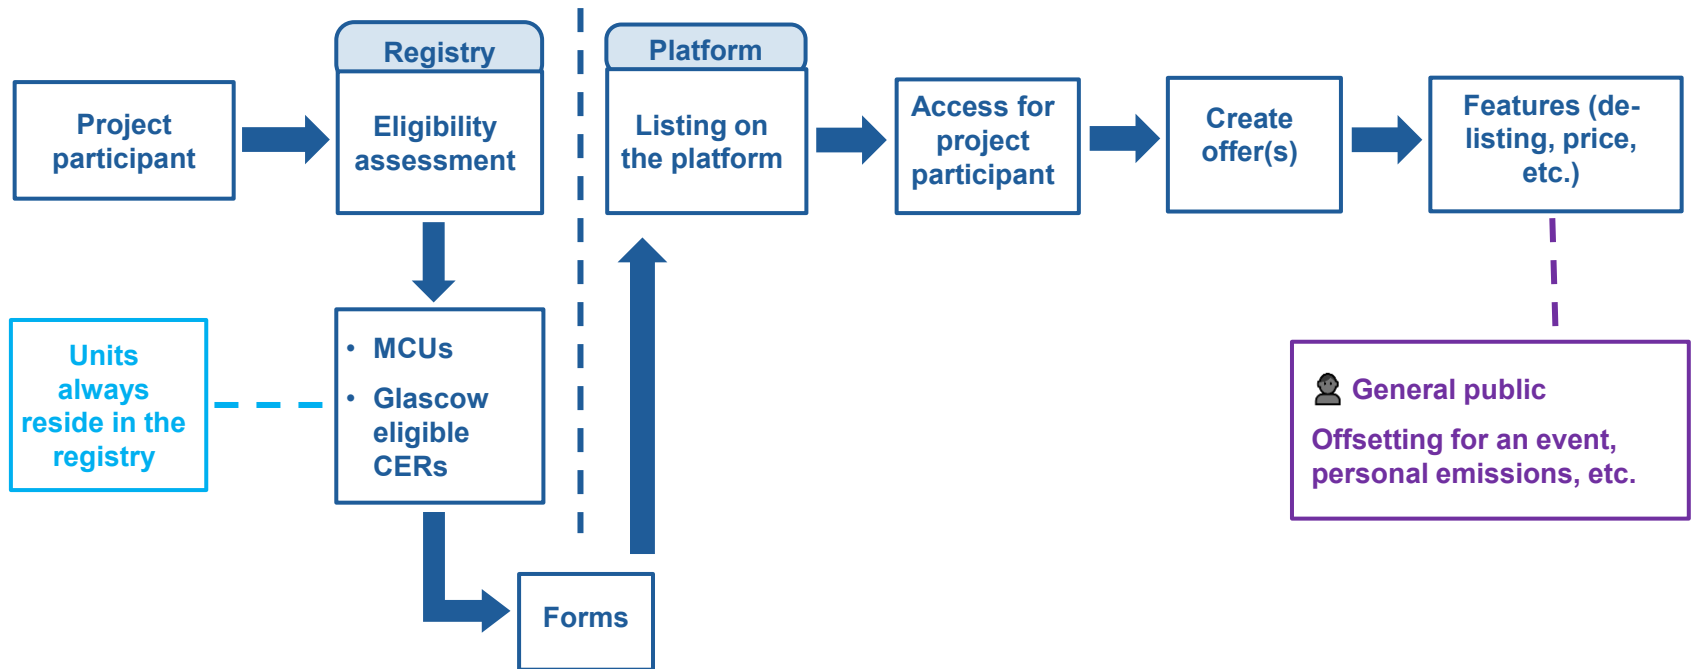 Project
participant
Registry
Eligibility
assessment
Units
always
reside in the
registry
• MCUs
• Glascow
eligible
CERs
Forms
Platform
Listing on
the platform
Access for
project
participant
Create
offer(s)
Features (de-
listing, price,
etc.)
General public
Offsetting for an event,
personal emissions, etc.